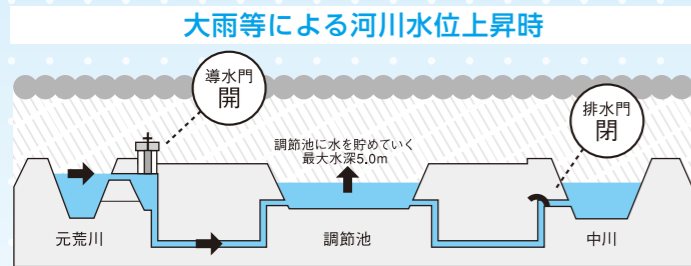 大雨等による河川水位上昇時
導水門
開
排水門
閉
調節池に水を貯めていく
最大水深5.0m
元荒川
調節池
中川